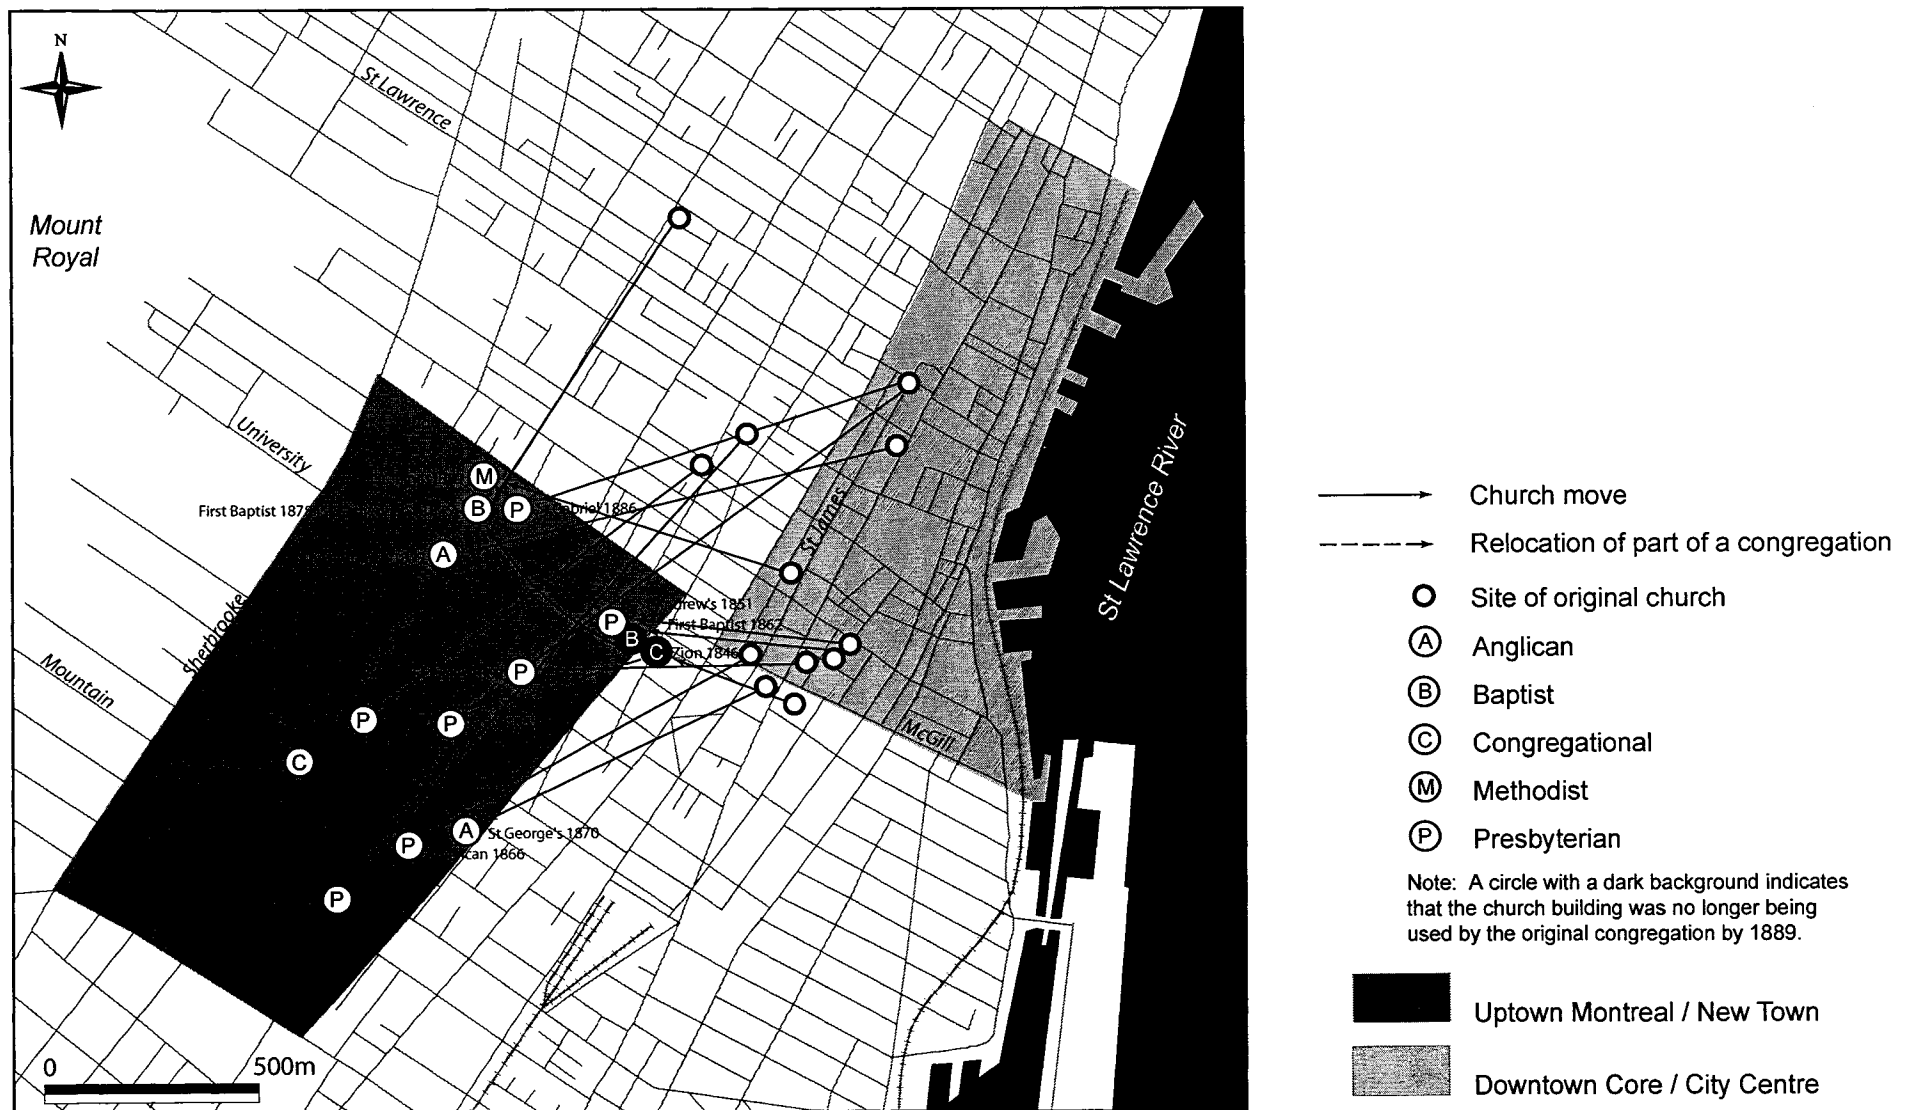 N
St Lawrence
Mount
Royal
University
M
First Baptist 187
B
P
1886
A
St James
St Lawrence River
Sherbrooke
Mountain
P
drew's 1851
B
First Baptist 1862
C
Zion 1846
P
P
P
C
McGill
A
St George's 1870
P
can 1866
P
0
500m
Church move
Relocation of part of a congregation
Site of original church
A
Anglican
B
Baptist
C
Congregational
M
Methodist
P
Presbyterian
Note: A circle with a dark background indicates
that the church building was no longer being
used by the original congregation by 1889.
Uptown Montreal / New Town
Downtown Core / City Centre